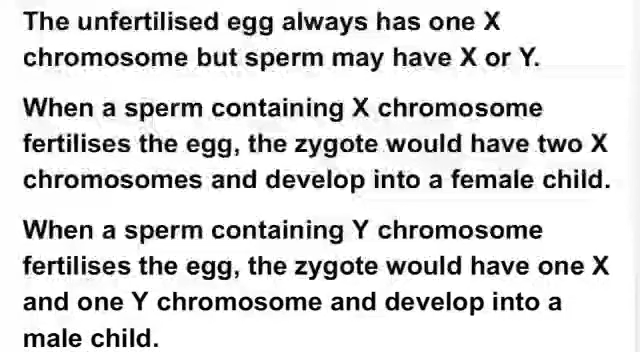 The unfertilised egg always has one X
chromosome but sperm may have X or Y.
When a sperm containing X chromosome
fertilises the egg, the zygote would have two X
chromosomes and develop into a female child.
When a sperm containing Y chromosome
fertilises the egg, the zygote would have one X
and one Y chromosome and develop into a
male child.